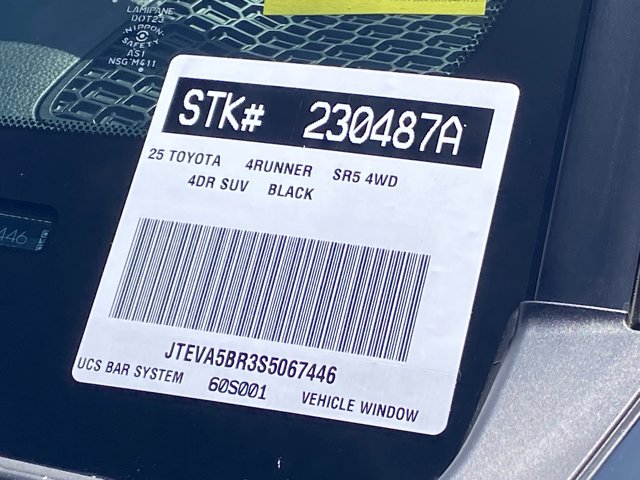 LAMIPANE
DOT23
NIPPON
SAFETY
AS1
NSG M411
STK# 230487A
25 TOYOTA 4RUNNER SR5 4WD
4DR SUV BLACK
446
JTEVA5BR3S5067446
UCS BAR SYSTEM 60S001 VEHICLE WINDOW